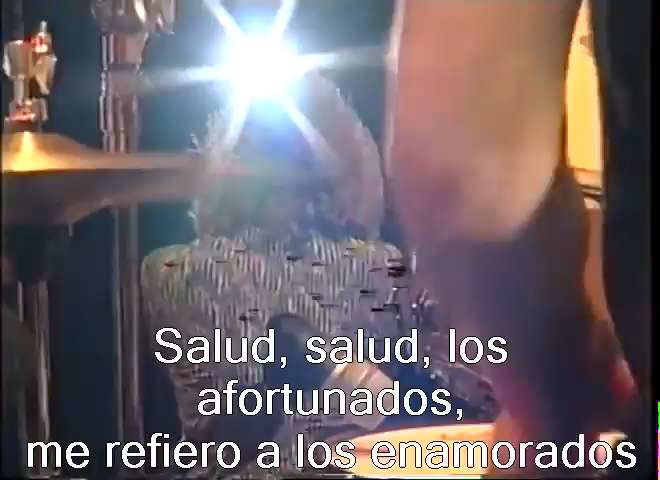 Salud, salud, los
afortunados,
me refiero a los enamorados